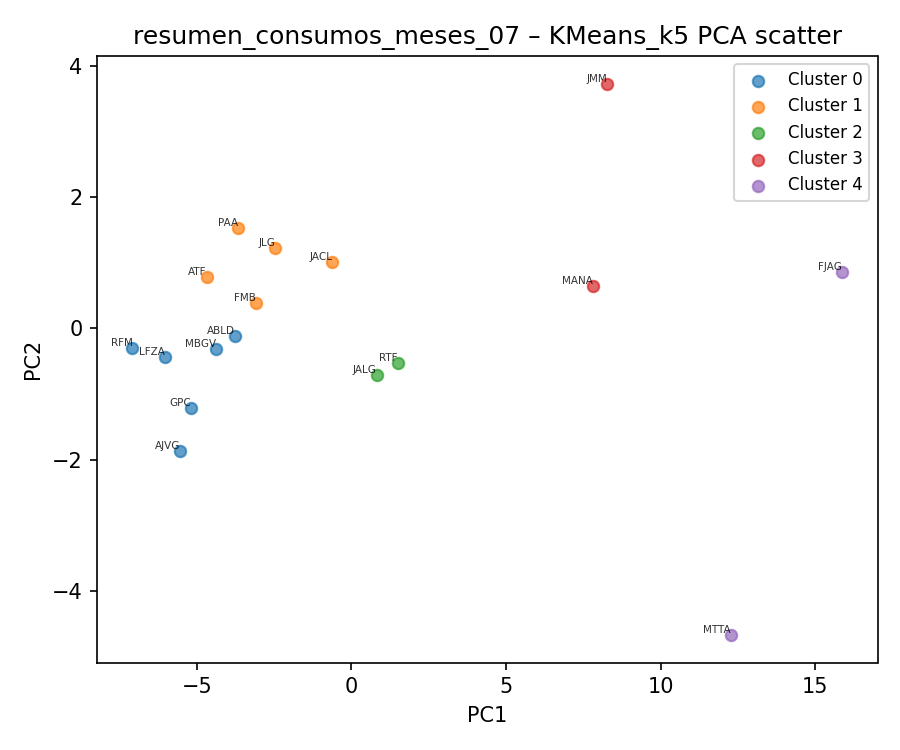 resumen_consumos_meses_07 – KMeans_k5 PCA scatter
4
JMM
Cluster 0
Cluster 1
Cluster 2
Cluster 3
Cluster 4
2
PAA
JLG
JACL
FJAG
ATF
MANA
FMB
0
ABLD
RFM
MBGV
LFZA
RTF
JALG
GPC
AJVG
−2
−4
MTTA
PC2
−5
0
5
10
15
PC1